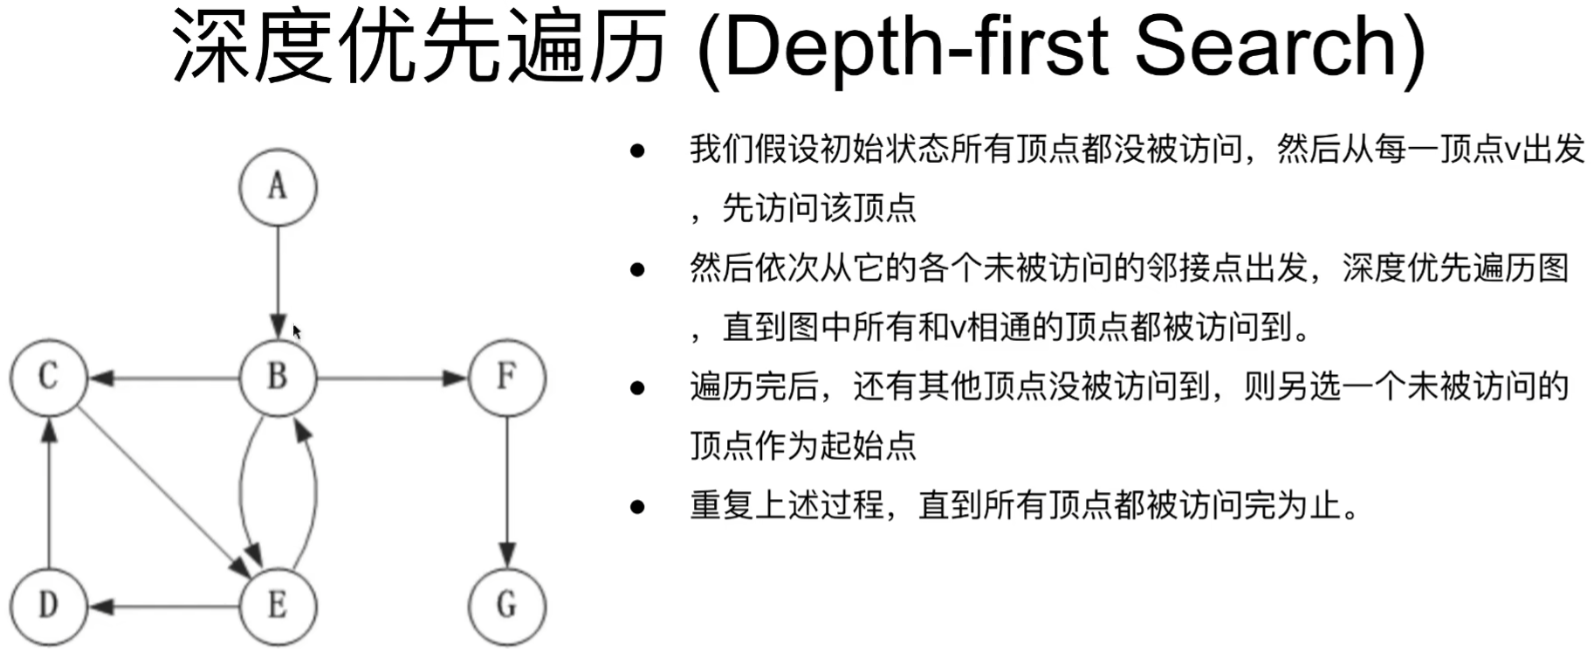 深度优先遍历 (Depth-first Search)
我们假设初始状态所有顶点都没被访问，然后从每一顶点v出发
，先访问该顶点
然后依次从它的各个未被访问的邻接点出发，深度优先遍历图
，直到图中所有和v相通的顶点都被访问到。
遍历完后，还有其他顶点没被访问到，则另选一个未被访问的
顶点作为起始点
重复上述过程，直到所有顶点都被访问完为止。
A
C
B
F
D
E
G